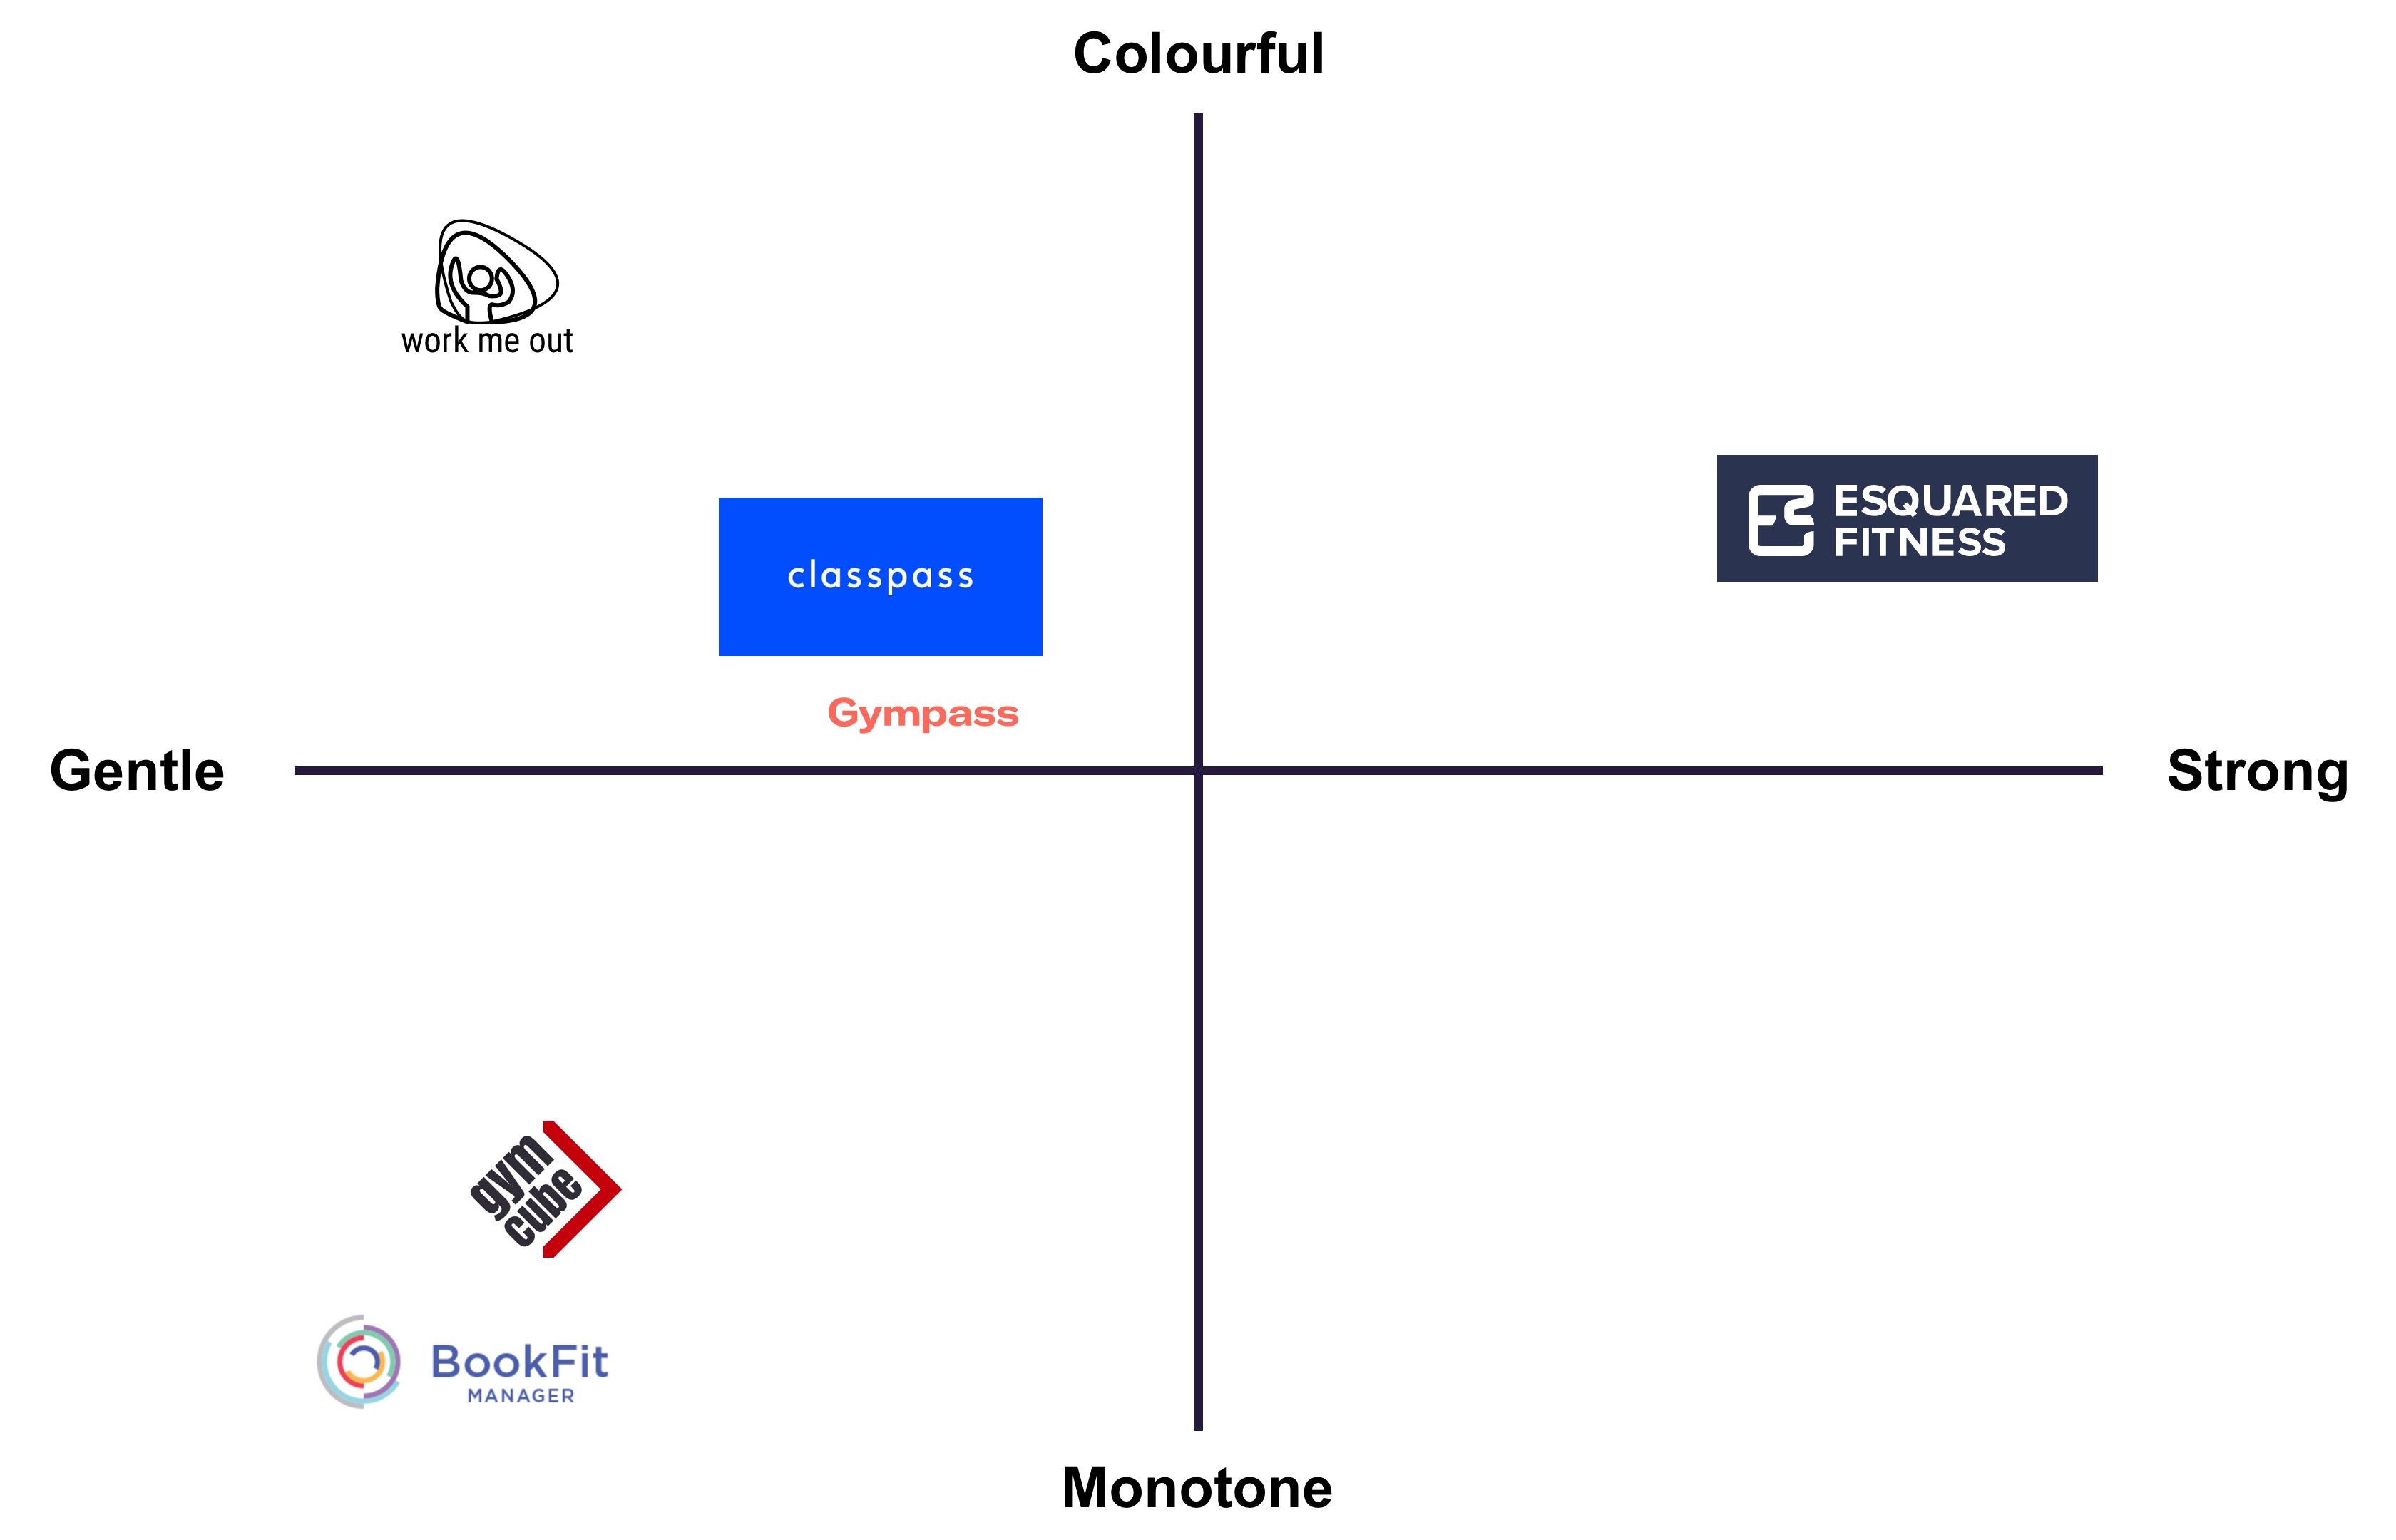 Colourful
work me out
ESQUARED
FITNESS
classpass
Gympass
Gentle
Strong
gym
cube
BookFit
MANAGER
Monotone